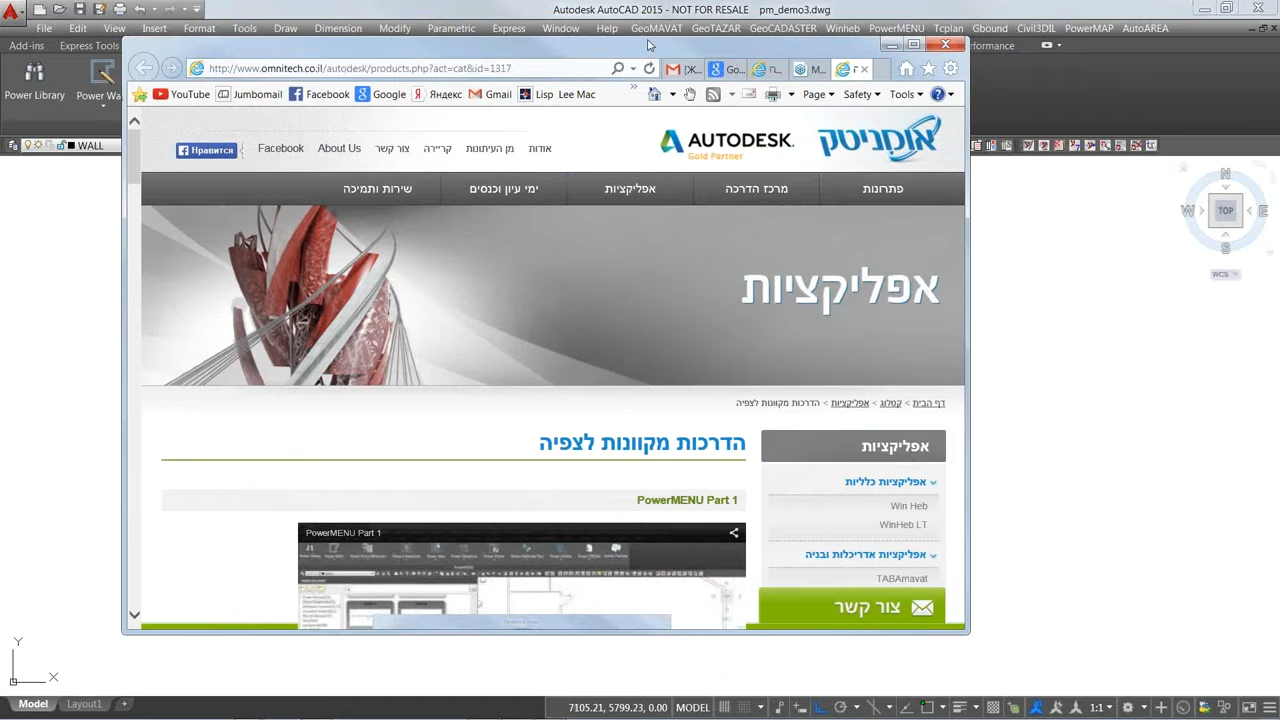 Autodesk AutoCAD 2015 - NOT FOR RESALE pm_demo3.dwg
File Edit View Insert Format Tools Draw Dimension Modify Parametric Express Window Help GeoMAVAT GeoTAZAR GeoCADASTER Winheb PowerMENU Tcplan Gbound Civil3DIL PowerMAP AutoAREA
Add-ins Express Tools
Power Library Power Wa
WALL
http://www.omnitech.co.il/autodesk/products.php?act=cat&id=1317
Go...
M...
YouTube Jumbomail Facebook Google Яндекс Gmail Lisp Lee Mac
Page Safety Tools
Нравится Facebook About Us צור קשר קריירה מן העיתונות אודות
AUTODESK.
Gold Partner
אומניטק
פתרונות מרכז הדרכה אפליקציות ימי עיון וכנסים שירות ותמיכה
אפליקציות
דף הבית > קטלוג > אפליקציות > הדרכות מקוונות לצפיה
הדרכות מקוונות לצפיה
PowerMENU Part 1
PowerMENU Part 1
אפליקציות
אפליקציות כלליות
Win Heb
WinHeb LT
אפליקציות אדריכלות ובניה
TABAmavat
צור קשר
N
W TOP E
S
WCS
Y
X
Model Layout1 +
7105.21, 5799.23, 0.00 MODEL 1:1